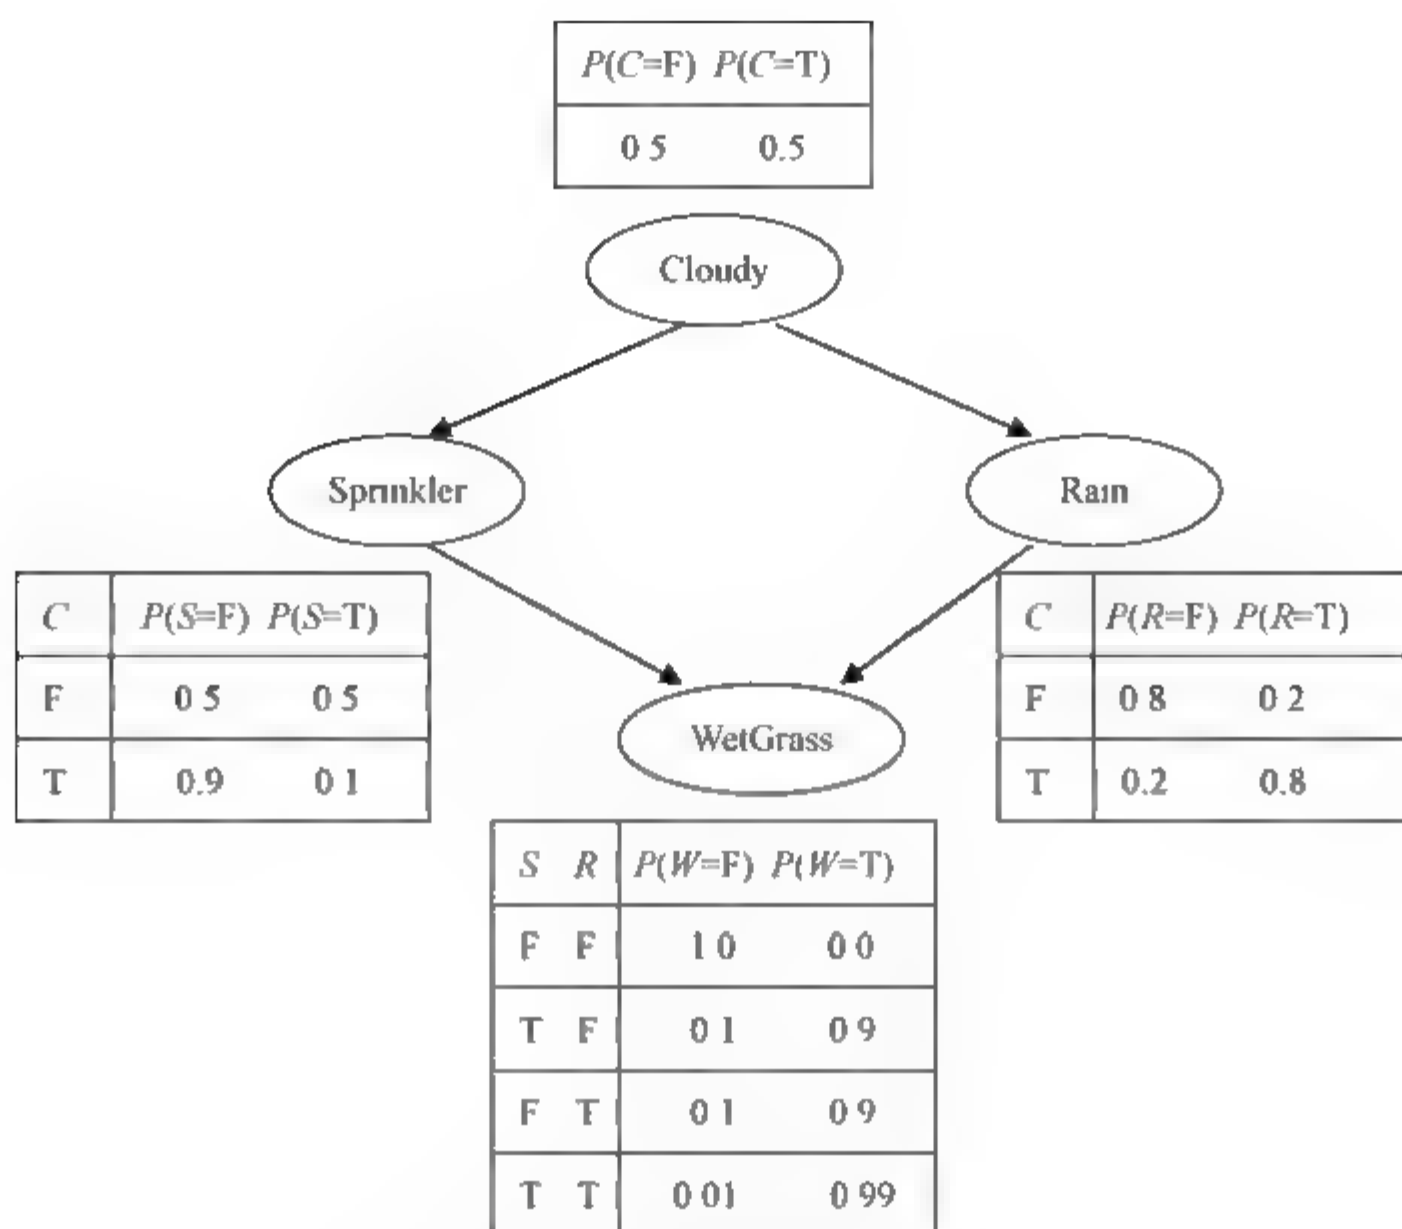 P(C=F) P(C=T)
0 5 0.5
Cloudy
Sprinkler
Rain
C P(S=F) P(S=T)
F 0 5 0 5
T 0.9 0 1
C P(R=F) P(R=T)
F 0 8 0 2
T 0.2 0.8
WetGrass
S R P(W=F) P(W=T)
F F 1 0 0 0
T F 0 1 0 9
F T 0 1 0 9
T T 0 01 0 99